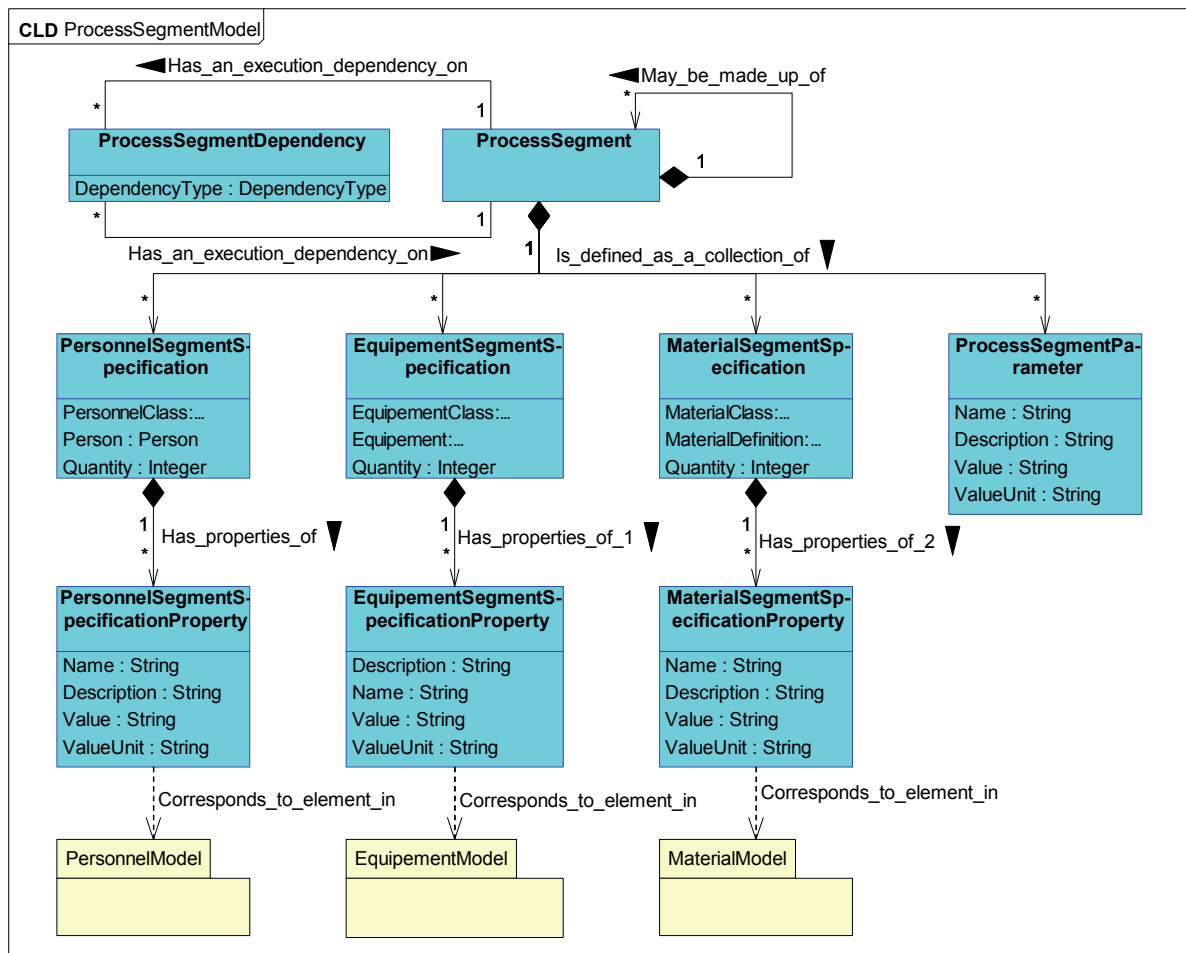 CLD ProcessSegmentModel
Has_an_execution_dependency_on
May_be_made_up_of
* 1 *
ProcessSegmentDependency
DependencyType : DependencyType
ProcessSegment
1
* 1
Has_an_execution_dependency_on
1
Is_defined_as_a_collection_of
* * * *
PersonnelSegmentS-
pecification
PersonnelClass:...
Person : Person
Quantity : Integer
EquipementSegmentS-
pecification
EquipementClass:...
Equipement:...
Quantity : Integer
MaterialSegmentSp-
ecification
MaterialClass:...
MaterialDefinition:...
Quantity : Integer
ProcessSegmentPa-
rameter
Name : String
Description : String
Value : String
ValueUnit : String
1
Has_properties_of
*
1
Has_properties_of_1
*
1
Has_properties_of_2
*
PersonnelSegmentS-
pecificationProperty
Name : String
Description : String
Value : String
ValueUnit : String
EquipementSegmentS-
pecificationProperty
Description : String
Name : String
Value : String
ValueUnit : String
MaterialSegmentSp-
ecificationProperty
Name : String
Description : String
Value : String
ValueUnit : String
Corresponds_to_element_in
Corresponds_to_element_in
Corresponds_to_element_in
PersonnelModel
EquipementModel
MaterialModel